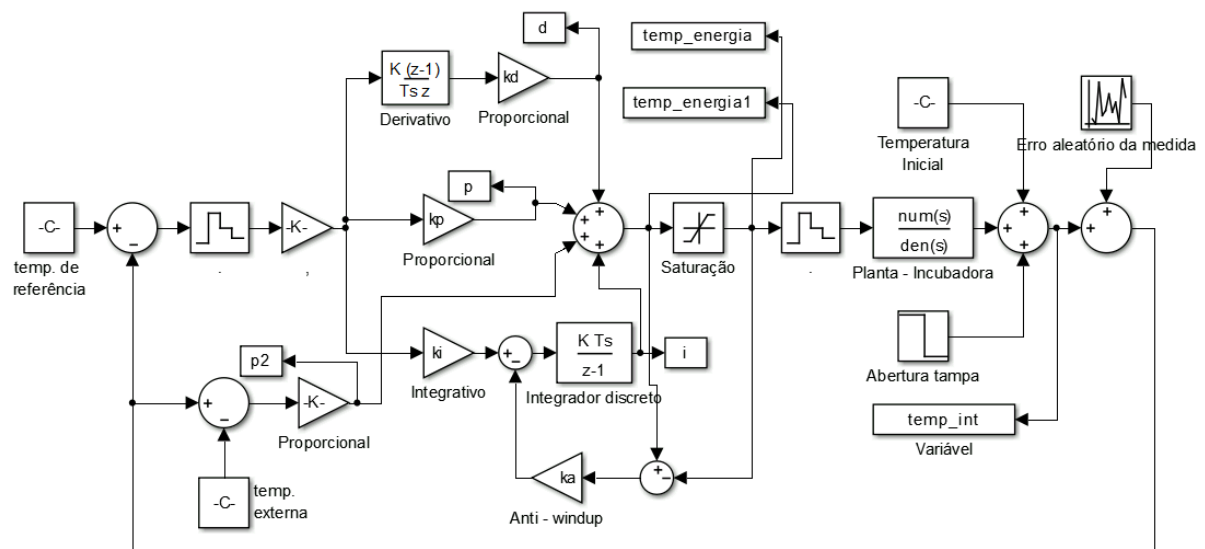 d
temp_energia
K (z-1)
Ts z
kd
Derivativo
Proporcional
temp_energia1
-C-
Temperatura
Inicial
Erro aleatório da medida
p
-C-
temp. de
referência
+
−
.
-K-
,
kp
Proporcional
+
+
+
+
Saturação
.
num(s)
den(s)
Planta - Incubadora
+
+
+
+
+
p2
ki
Integrativo
+
−
K Ts
z-1
Integrador discreto
i
Abertura tampa
+
−
-K-
Proporcional
temp_int
Variável
-C-
temp.
externa
ka
Anti - windup
+
−